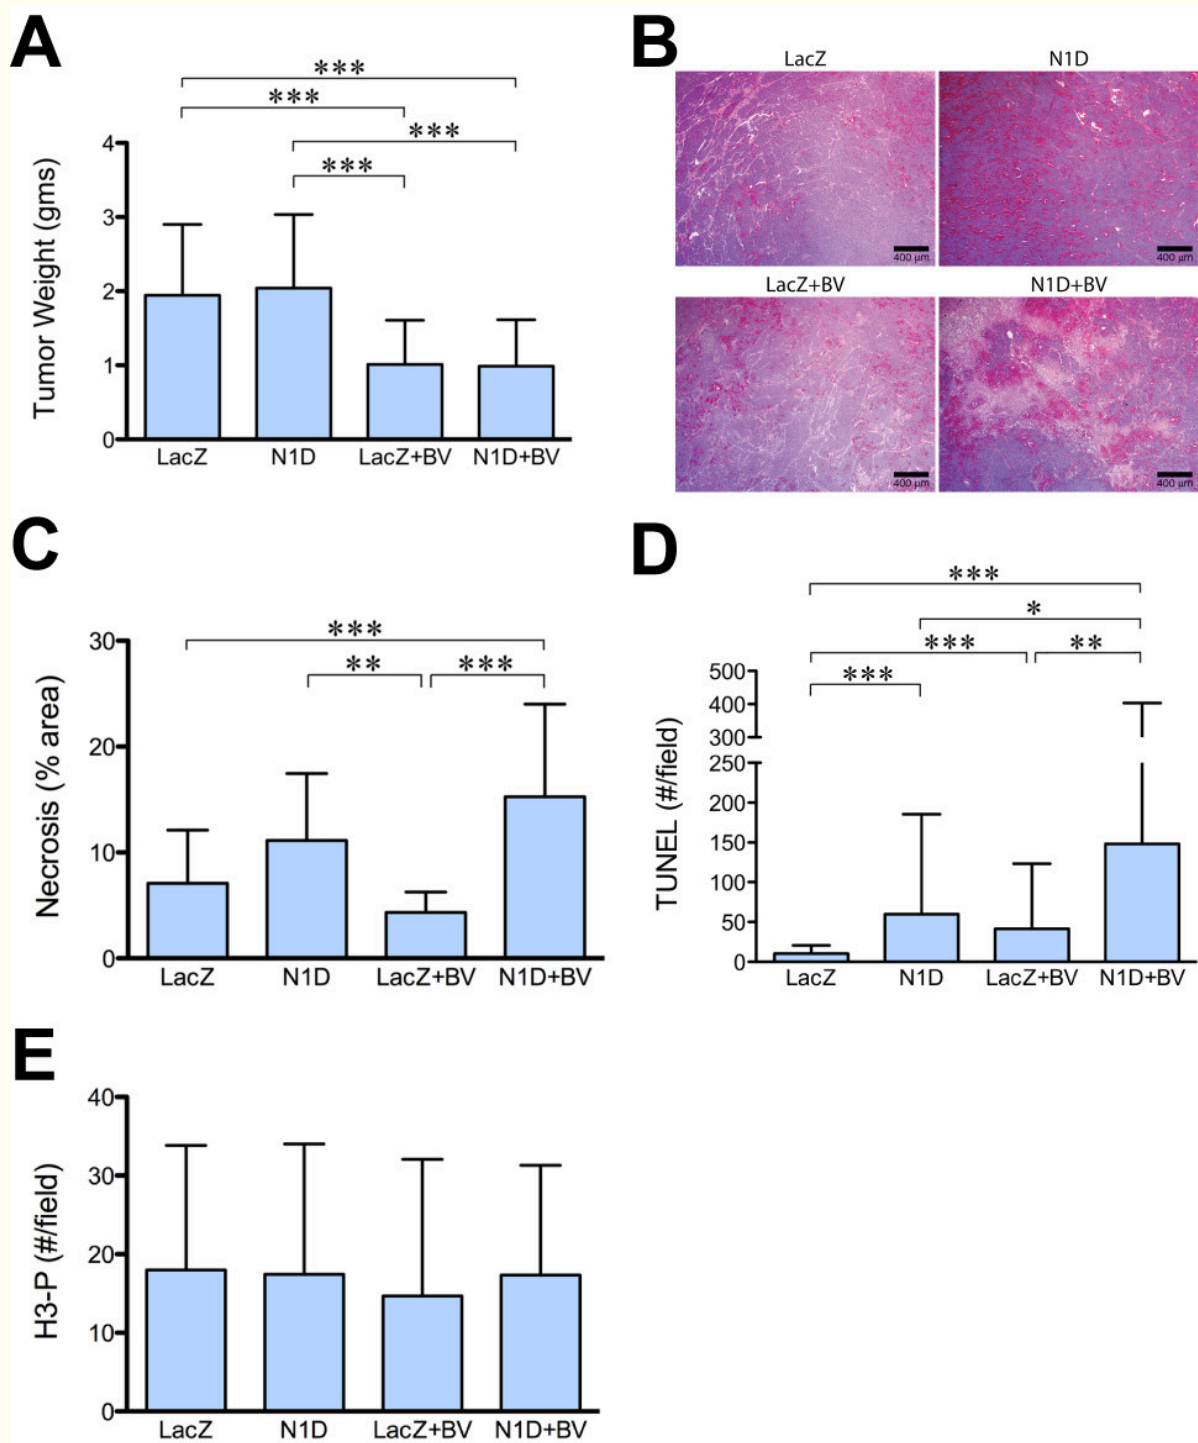 A
***
***
***
***
Tumor Weight (gms)
4
3
2
1
0
LacZ N1D LacZ+BV N1D+BV
B
LacZ N1D
400 µm 400 µm
LacZ+BV N1D+BV
400 µm 400 µm
C
***
** ***
Necrosis (% area)
30
20
10
0
LacZ N1D LacZ+BV N1D+BV
D
***
*
*** **
***
TUNEL (#/field)
500
400
300
250
200
150
100
50
0
LacZ N1D LacZ+BV N1D+BV
E
H3-P (#/field)
40
30
20
10
0
LacZ N1D LacZ+BV N1D+BV